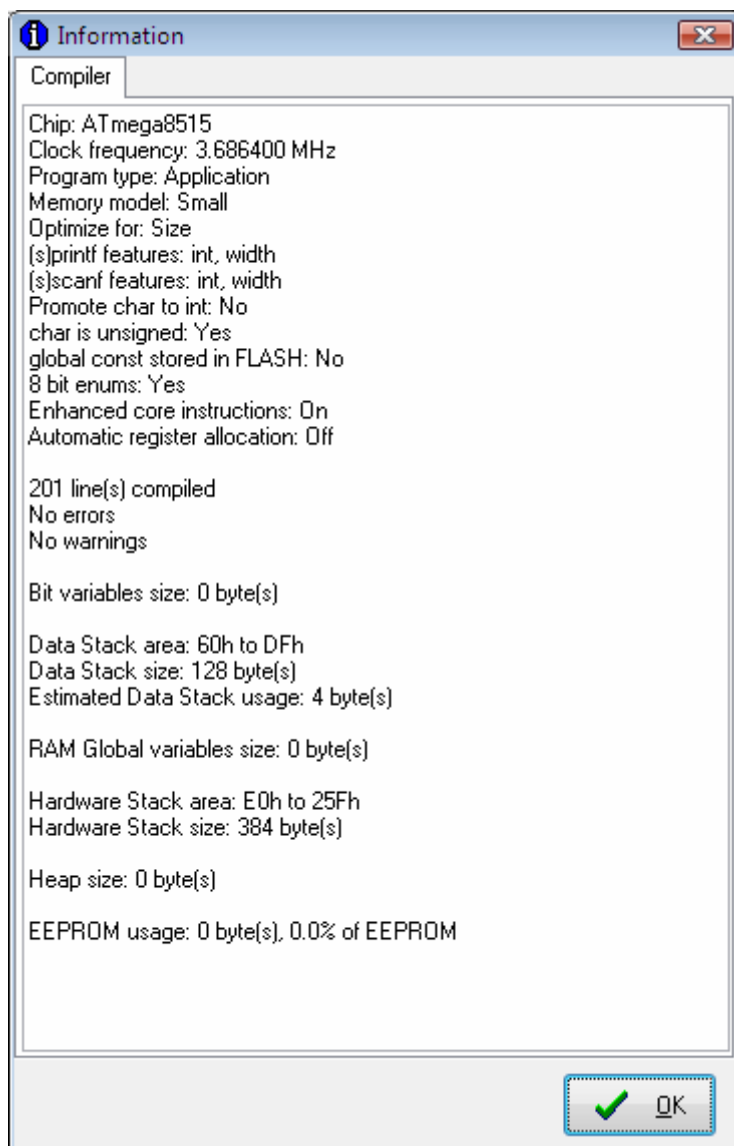 Information
Compiler
Chip: ATmega8515
Clock frequency: 3.686400 MHz
Program type: Application
Memory model: Small
Optimize for: Size
(s)printf features: int, width
(s)scanf features: int, width
Promote char to int: No
char is unsigned: Yes
global const stored in FLASH: No
8 bit enums: Yes
Enhanced core instructions: On
Automatic register allocation: Off
201 line(s) compiled
No errors
No warnings
Bit variables size: 0 byte(s)
Data Stack area: 60h to DFh
Data Stack size: 128 byte(s)
Estimated Data Stack usage: 4 byte(s)
RAM Global variables size: 0 byte(s)
Hardware Stack area: E0h to 25Fh
Hardware Stack size: 384 byte(s)
Heap size: 0 byte(s)
EEPROM usage: 0 byte(s), 0.0% of EEPROM
OK